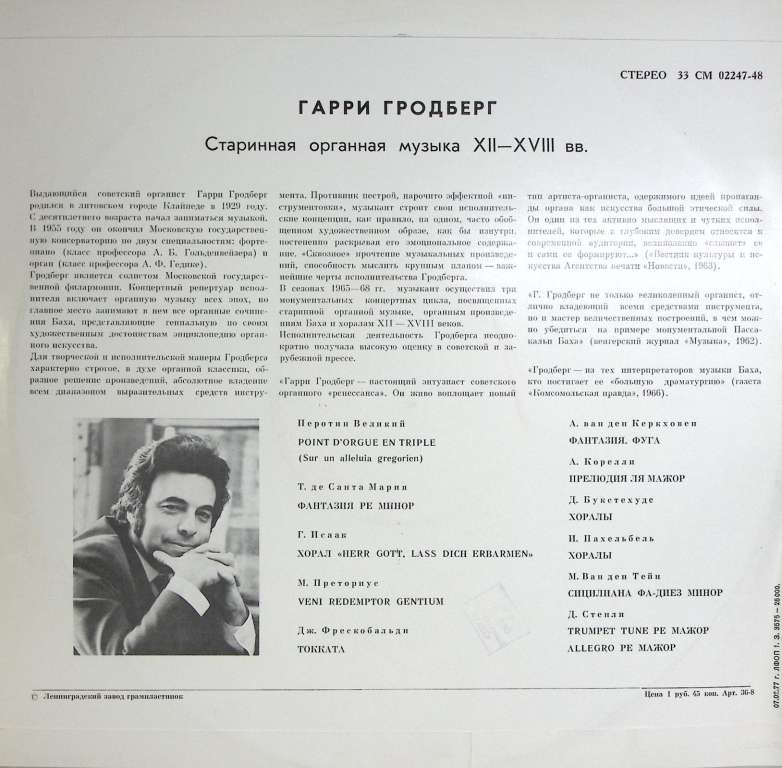 СТЕРЕО 33 СМ 02247-48
ГАРРИ ГРОДБЕРГ
Старинная органная музыка XII—XVIII вв.
Выдающийся советский органист Гарри Гродберг
родился в литовском городе Клайпеде в 1929 году.
С десятилетнего возраста начал заниматься музыкой.
В 1955 году он окончил Московскую государствен-
ную консерваторию по двум специальностям: форте-
пиано (класс профессора А. Б. Гольденвейзера) и
орган (класс профессора А. Ф. Гедике).
Гродберг является солистом Московской государст-
венной филармонии. Концертный репертуар испол-
нителя включает органную музыку всех эпох, но
главное место занимают в нем все органные сочине-
ния Баха, представляющие гениальную по своим
художественным достоинствам энциклопедию орган-
ного искусства.
Для творческой и исполнительской манеры Гродберга
характерно строгое, в духе органной классики, об-
разное решение произведений, абсолютное владение
всем диапазоном выразительных средств инстру-
мента. Противник пестрой, нарочито эффектной «ин-
струментовки», музыкант строит свои исполнитель-
ские концепции, как правило, на одном, часто обоб-
щенном художественном образе, как бы изнутри,
постепенно раскрывая его эмоциональное содержа-
ние. «Сквозное» прочтение музыкальных произведе-
ний, способность мыслить крупным планом — важ-
нейшие черты исполнительства Гродберга.
В сезонах 1965—68 гг. музыкант осуществил три
монументальных концертных цикла, посвященных
старинной органной музыке, органным произведе-
ниям Баха и хоралам XII — XVIII веков.
Исполнительская деятельность Гродберга неодно-
кратно получала высокую оценку в советской и за-
рубежной прессе.
«Гарри Гродберг — настоящий энтузиаст советского
органного «ренессанса». Он живо воплощает новый
тип артиста-органиста, одержимого идеей пропаган-
ды органа как искусства большой этической силы.
Он один из тех активно мыслящих и чутких испол-
нителей, которые с глубоким доверием относятся к
современной аудитории, великолепно «слышат» ее
и сами ее формируют...» («Вестник культуры и ис-
кусства Агентства печати «Новости», 1963).
«Г. Гродберг не только великолепный органист, от-
лично владеющий всеми средствами инструмента,
но и мастер величественных построений, в чем мож-
но убедиться на примере монументальной Пасса-
кальи Баха» (венгерский журнал «Музыка», 1962).
«Гродберг — из тех интерпретаторов музыки Баха,
кто постигает ее «большую драматургию» (газета
«Комсомольская правда», 1966).
Перотин Великий
POINT D'ORGUE EN TRIPLE
(Sur un alleluia gregorien)
Т. де Санта Мария
ФАНТАЗИЯ РЕ МИНОР
Г. Исаак
ХОРАЛ «HERR GOTT, LASS DICH ERBARMEN»
М. Преториус
VENI REDEMPTOR GENTIUM
Дж. Фрескобальди
ТОККАТА
А. ван ден Керкховен
ФАНТАЗИЯ, ФУГА
А. Корелли
ПРЕЛЮДИЯ ЛЯ МАЖОР
Д. Букстехуде
ХОРАЛЫ
И. Пахельбель
ХОРАЛЫ
М. Ван ден Гейн
СИЦИЛИАНА ФА-ДИЕЗ МИНОР
Д. Стенли
TRUMPET TUNE РЕ МАЖОР
ALLEGRO РЕ МАЖОР
© Ленинградский завод грампластинок
Цена 1 руб. 45 коп. Арт. 36-8